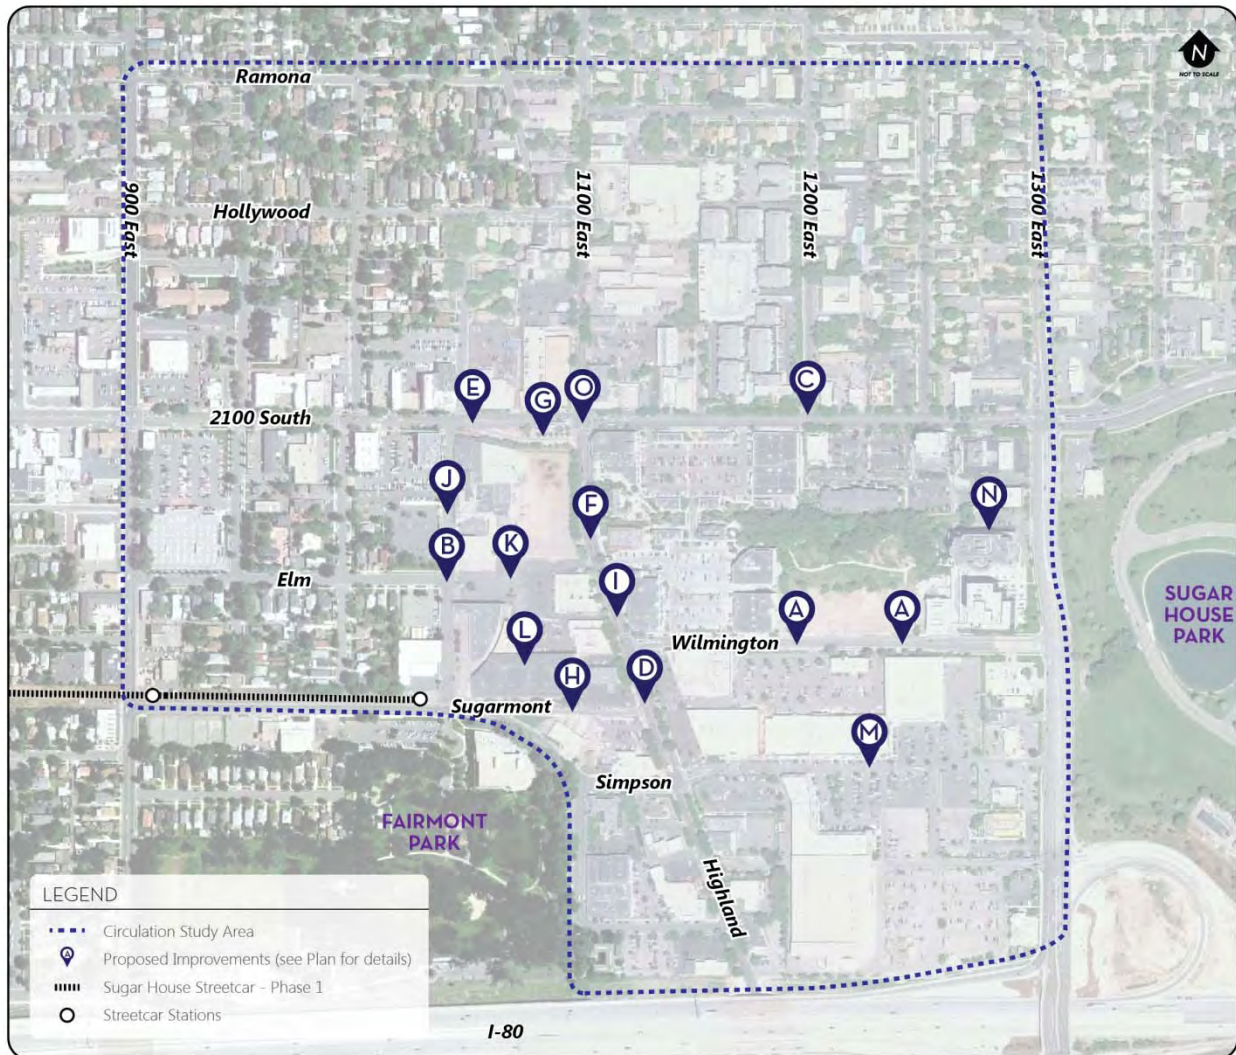 N
NOT TO SCALE
Ramona
900 East
Hollywood
1100 East
1200 East
1300 East
E
G
O
C
2100 South
J
F
N
B
K
Elm
I
A
A
SUGAR
HOUSE
PARK
L
Wilmington
H
D
Sugarmont
M
Simpson
FAIRMONT
PARK
Highland
LEGEND
Circulation Study Area
A
Proposed Improvements (see Plan for details)
Sugar House Streetcar - Phase 1
Streetcar Stations
I-80